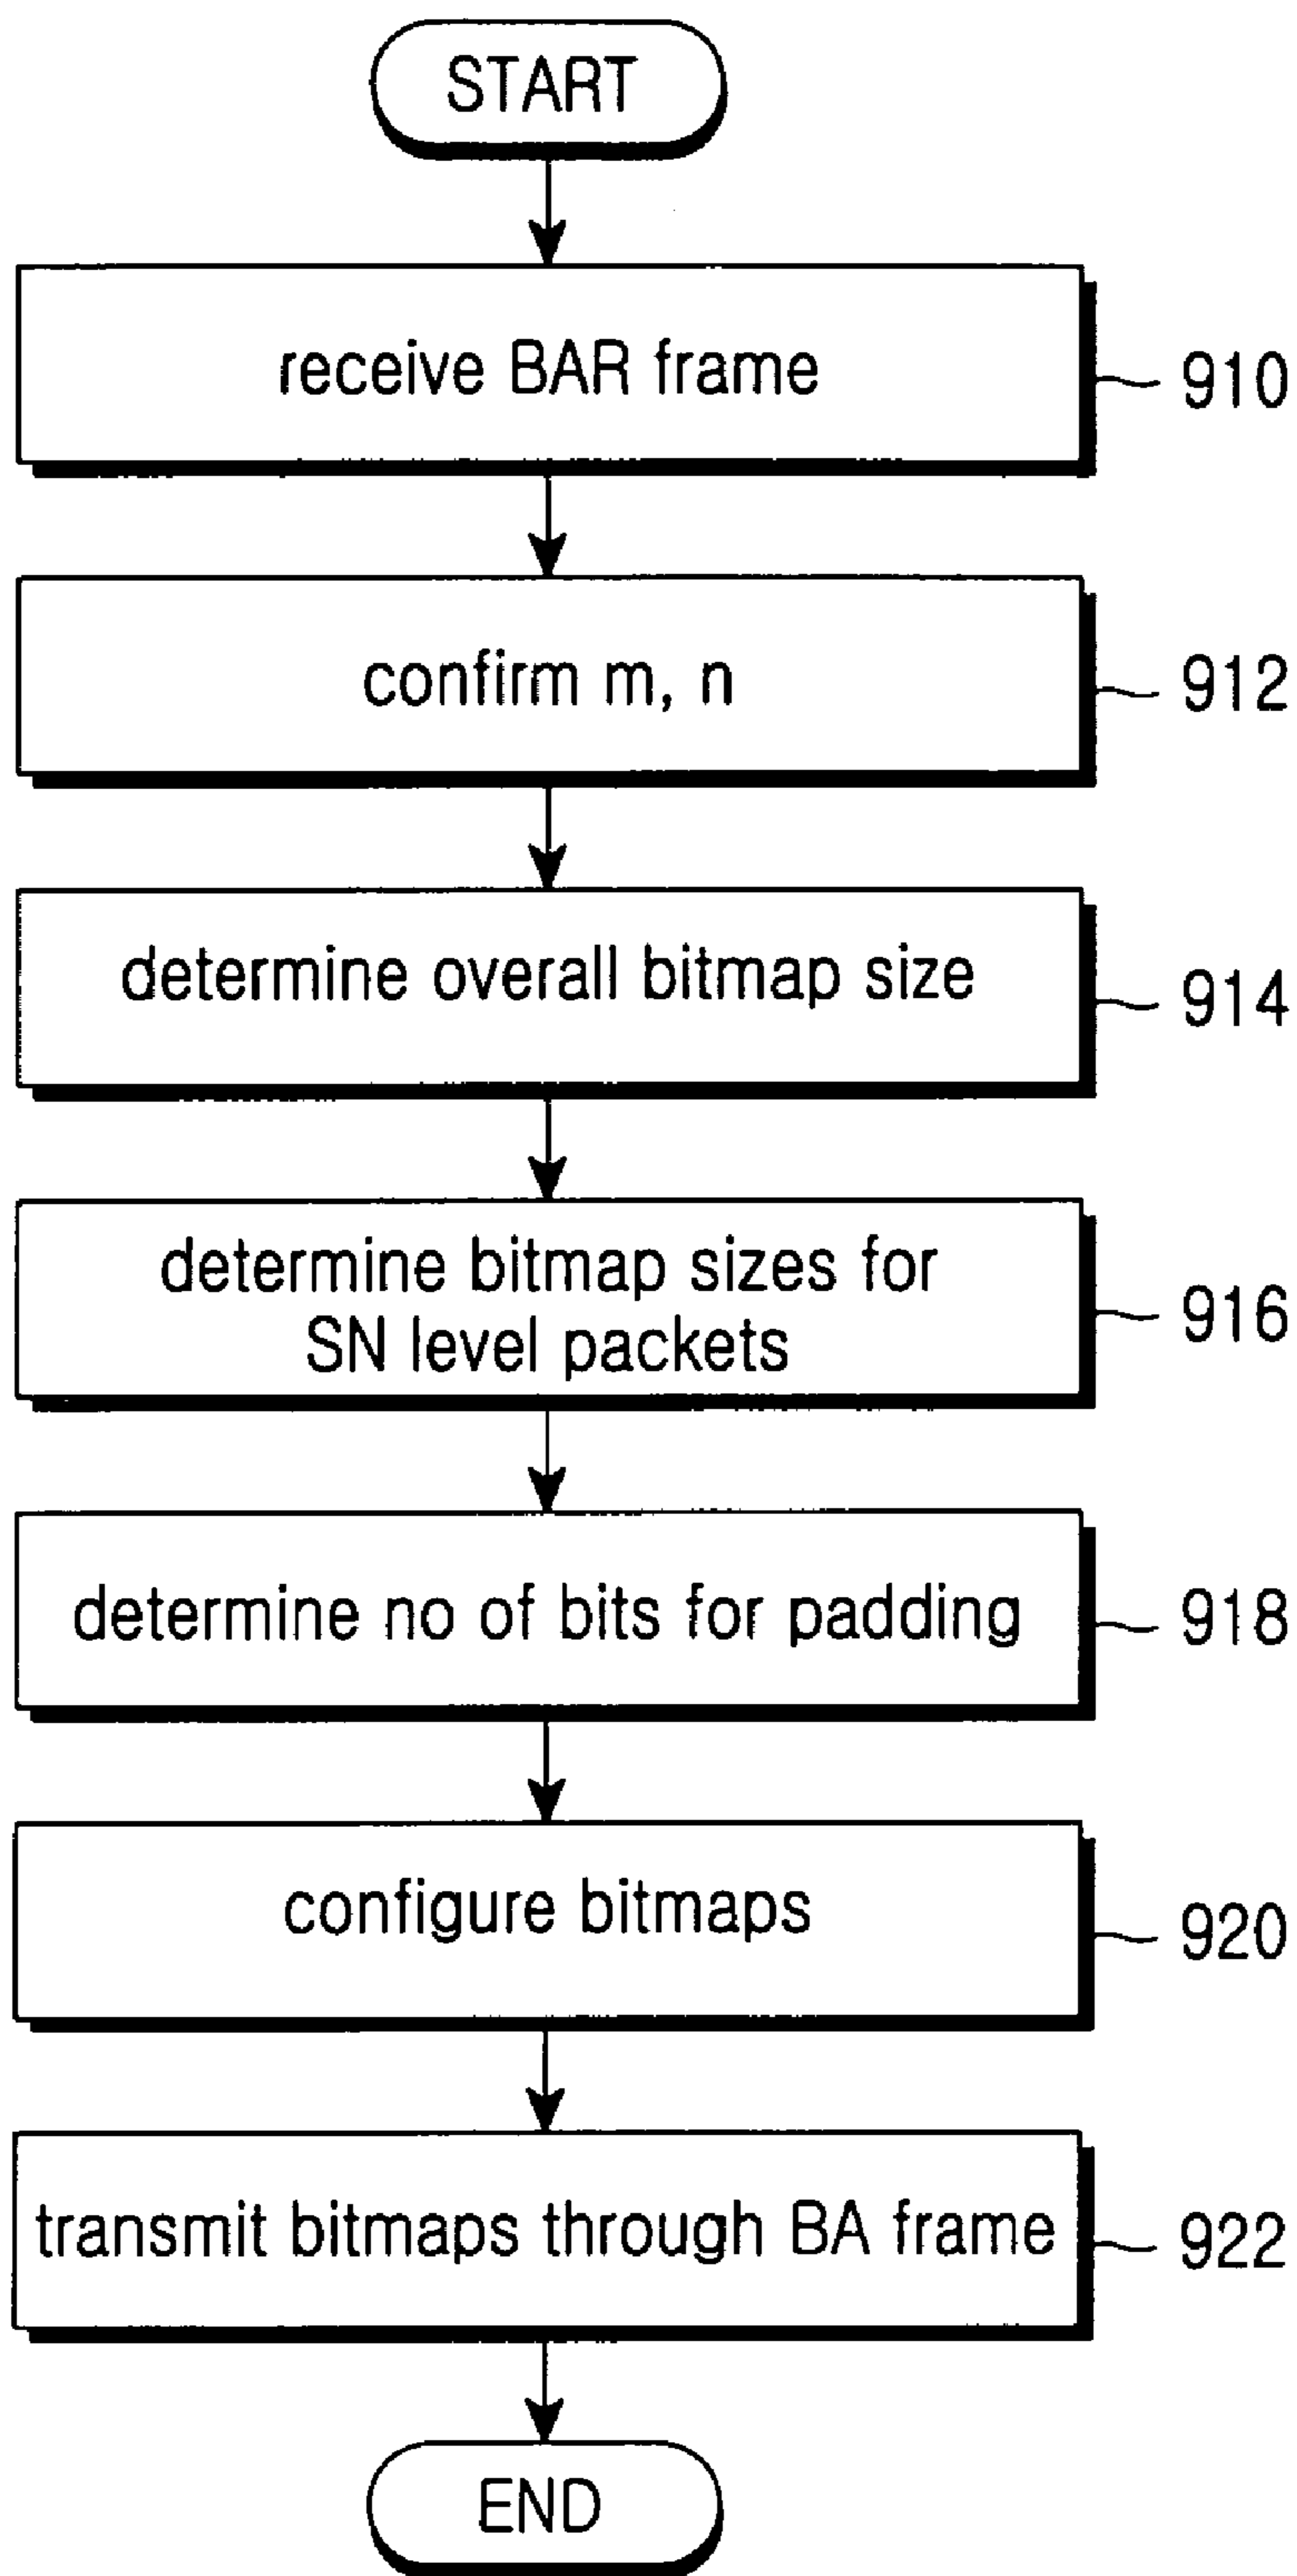 START
receive BAR frame
910
confirm m, n
912
determine overall bitmap size
914
determine bitmap sizes for
SN level packets
916
determine no of bits for padding
918
configure bitmaps
920
transmit bitmaps through BA frame
922
END